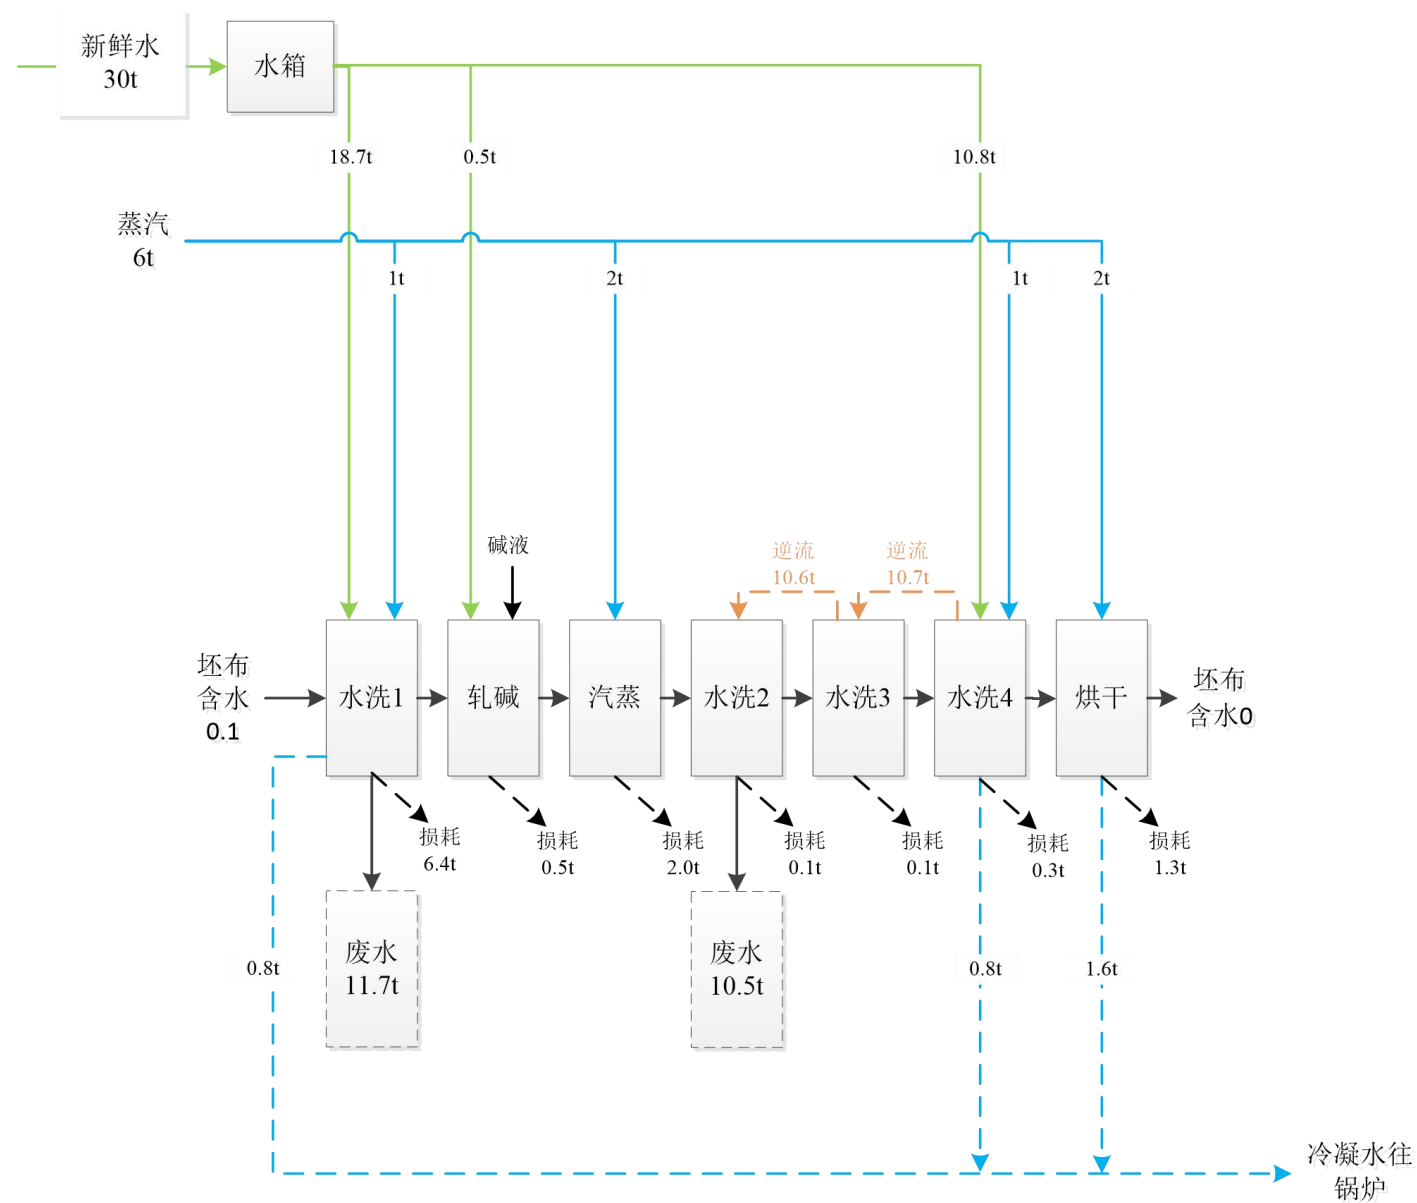 新鲜水
30t
水箱
18.7t
0.5t
10.8t
蒸汽
6t
1t
2t
1t
2t
碱液
逆流
10.6t
逆流
10.7t
坯布
含水
0.1
水洗1
轧碱
汽蒸
水洗2
水洗3
水洗4
烘干
坯布
含水0
损耗
6.4t
损耗
0.5t
损耗
2.0t
损耗
0.1t
损耗
0.1t
损耗
0.3t
损耗
1.3t
废水
11.7t
废水
10.5t
0.8t
0.8t
1.6t
冷凝水往
锅炉